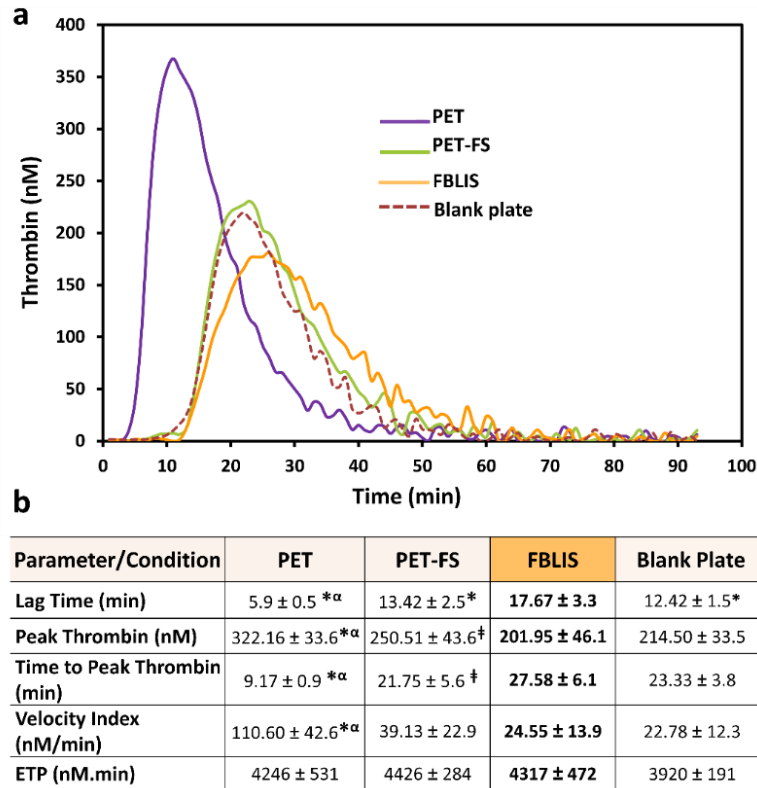 a
400
350
300
250
200
150
100
50
0
Thrombin (nM)
PET
PET-FS
FBLIS
Blank plate
0 10 20 30 40 50 60 70 80 90 100
Time (min)
b
Parameter/Condition PET PET-FS FBLIS Blank Plate
Lag Time (min) 5.9 ± 0.5 *α 13.42 ± 2.5* 17.67 ± 3.3 12.42 ± 1.5*
Peak Thrombin (nM) 322.16 ± 33.6*α 250.51 ± 43.6ǂ 201.95 ± 46.1 214.50 ± 33.5
Time to Peak Thrombin
(min) 9.17 ± 0.9 *α 21.75 ± 5.6 ǂ 27.58 ± 6.1 23.33 ± 3.8
Velocity Index
(nM/min) 110.60 ± 42.6*α 39.13 ± 22.9 24.55 ± 13.9 22.78 ± 12.3
ETP (nM.min) 4246 ± 531 4426 ± 284 4317 ± 472 3920 ± 191